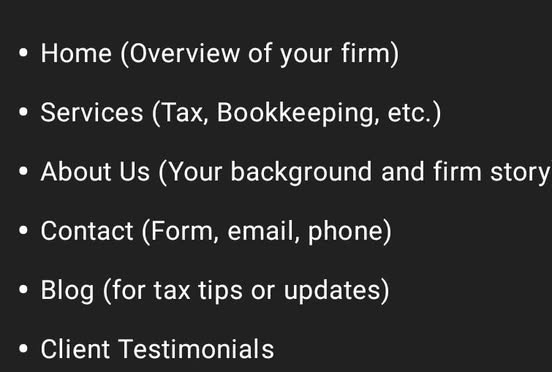 • Home (Overview of your firm)
• Services (Tax, Bookkeeping, etc.)
• About Us (Your background and firm story
• Contact (Form, email, phone)
• Blog (for tax tips or updates)
• Client Testimonials